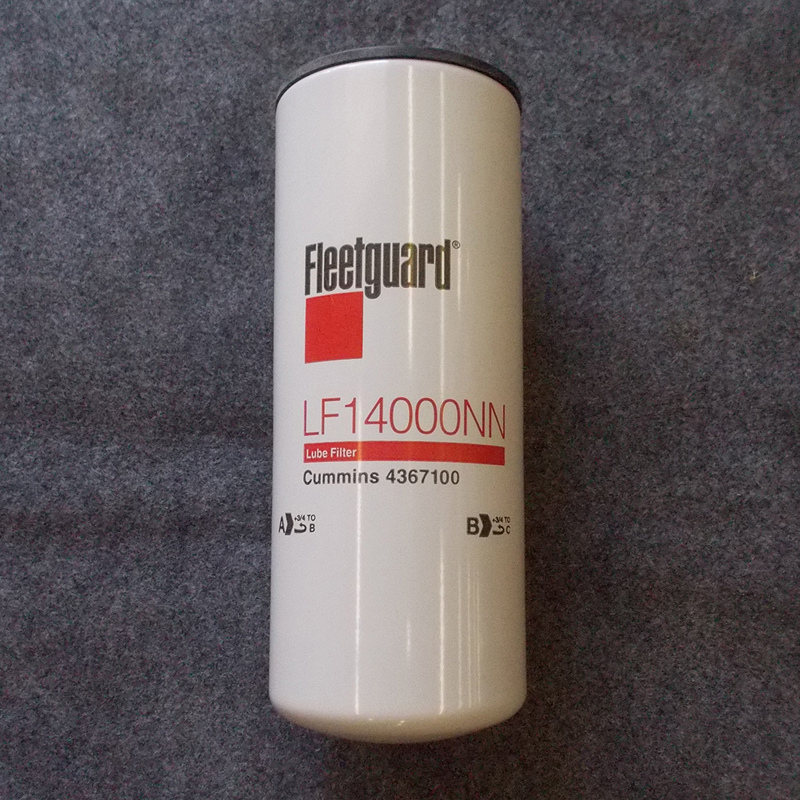 Fleetguard®
LF14000NN
Lube Filter
Cummins 4367100
A +3/4 TO B
B +3/4 TO C